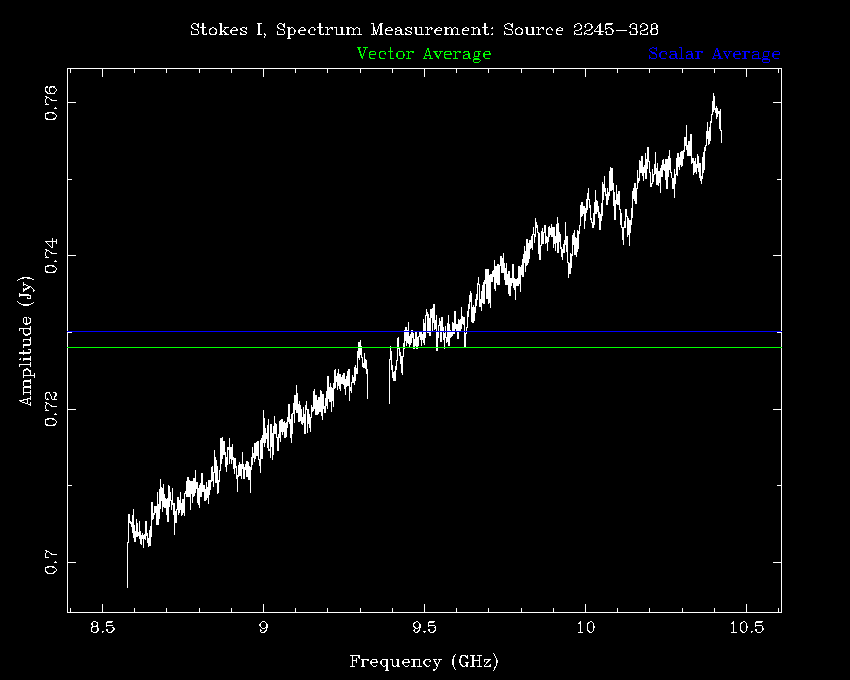 Stokes I, Spectrum Measurement: Source 2245−328
Vector Average
Scalar Average
0.76
0.74
0.72
0.7
Amplitude (Jy)
8.5 9 9.5 10 10.5
Frequency (GHz)